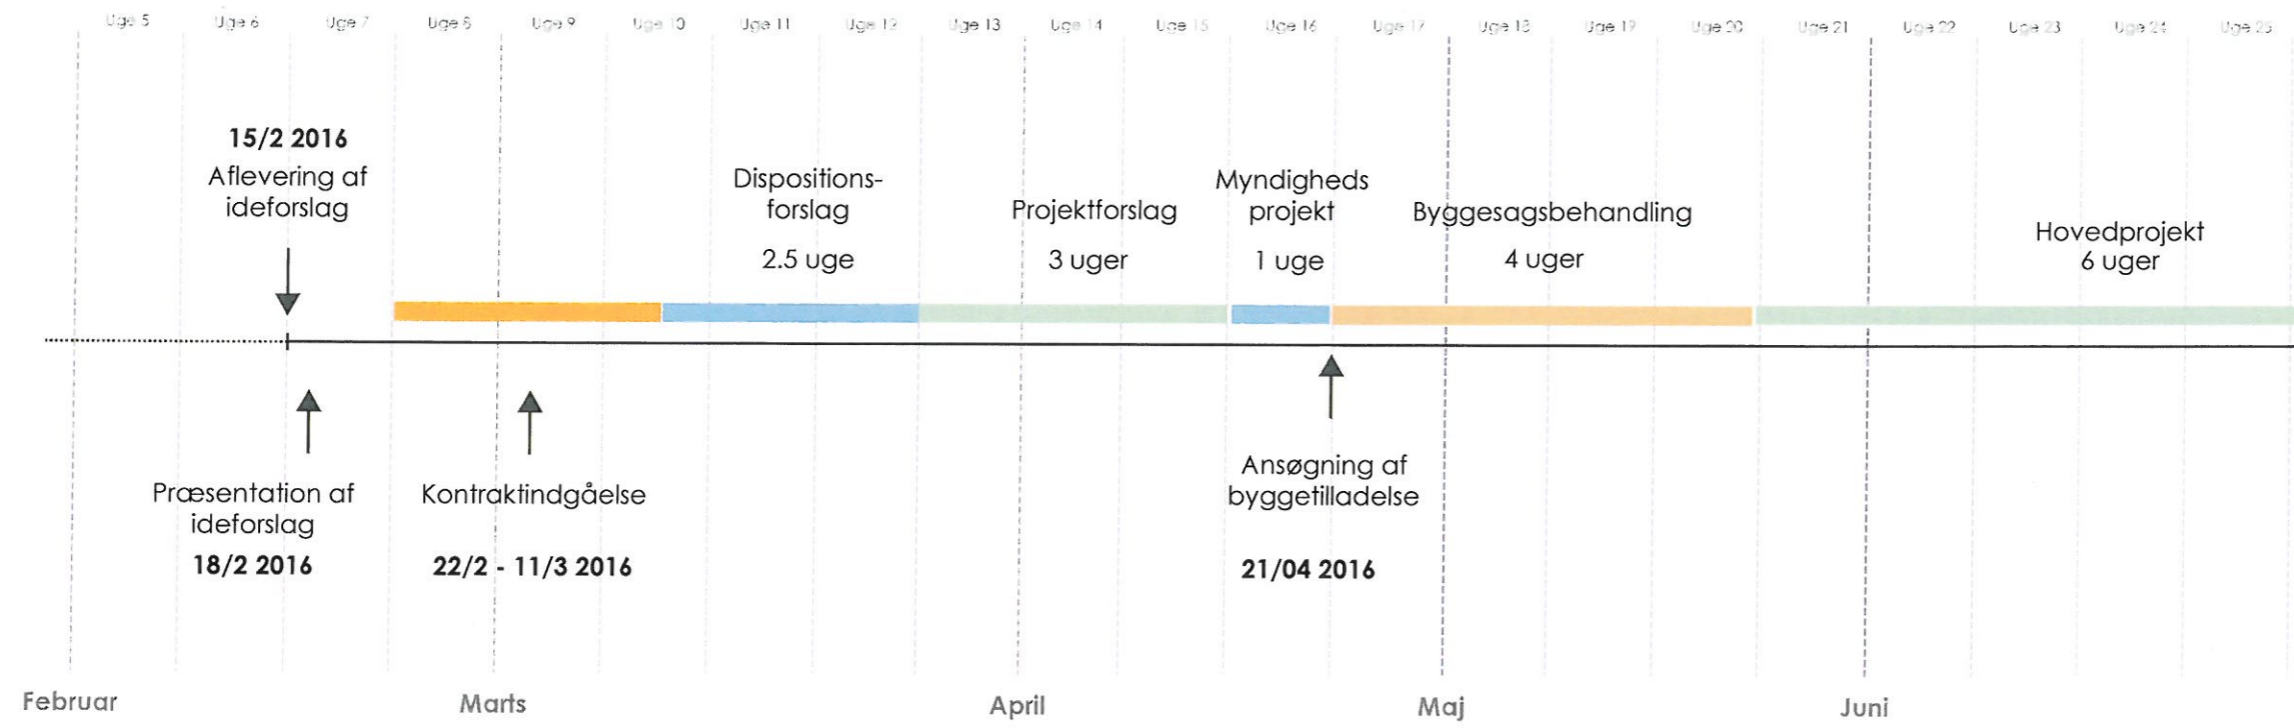 Uge 5 Uge 6 Uge 7 Uge 8 Uge 9 Uge 10 Uge 11 Uge 12 Uge 13 Uge 14 Uge 15 Uge 16 Uge 17 Uge 18 Uge 19 Uge 20 Uge 21 Uge 22 Uge 23 Uge 24 Uge 25
15/2 2016
Aflevering af
ideforslag
Dispositions-
forslag
2.5 uge
Projektforslag
3 uger
Myndigheds
projekt
1 uge
Byggesagsbehandling
4 uger
Hovedprojekt
6 uger
Præsentation af
ideforslag
18/2 2016
Kontraktindgåelse
22/2 - 11/3 2016
Ansøgning af
byggetilladelse
21/04 2016
Februar Marts April Maj Juni